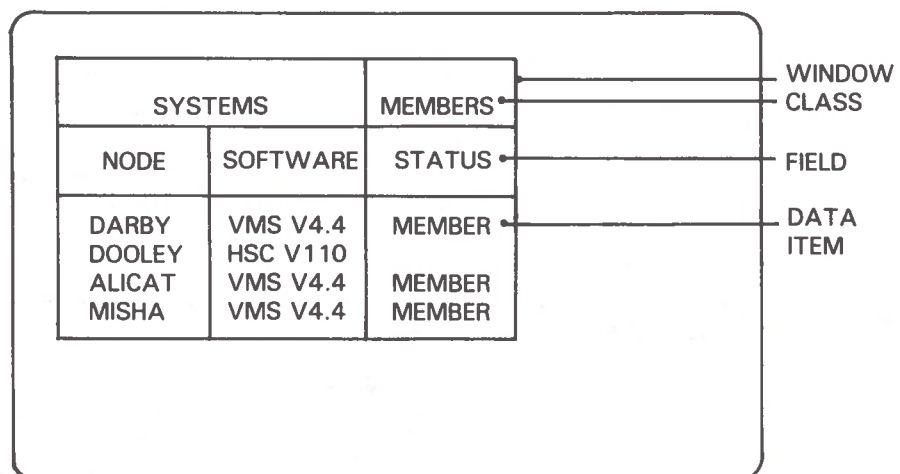 SYSTEMS MEMBERS
NODE SOFTWARE STATUS
DARBY VMS V4.4 MEMBER
DOOLEY HSC V110
ALICAT VMS V4.4 MEMBER
MISHA VMS V4.4 MEMBER
WINDOW
CLASS
FIELD
DATA
ITEM